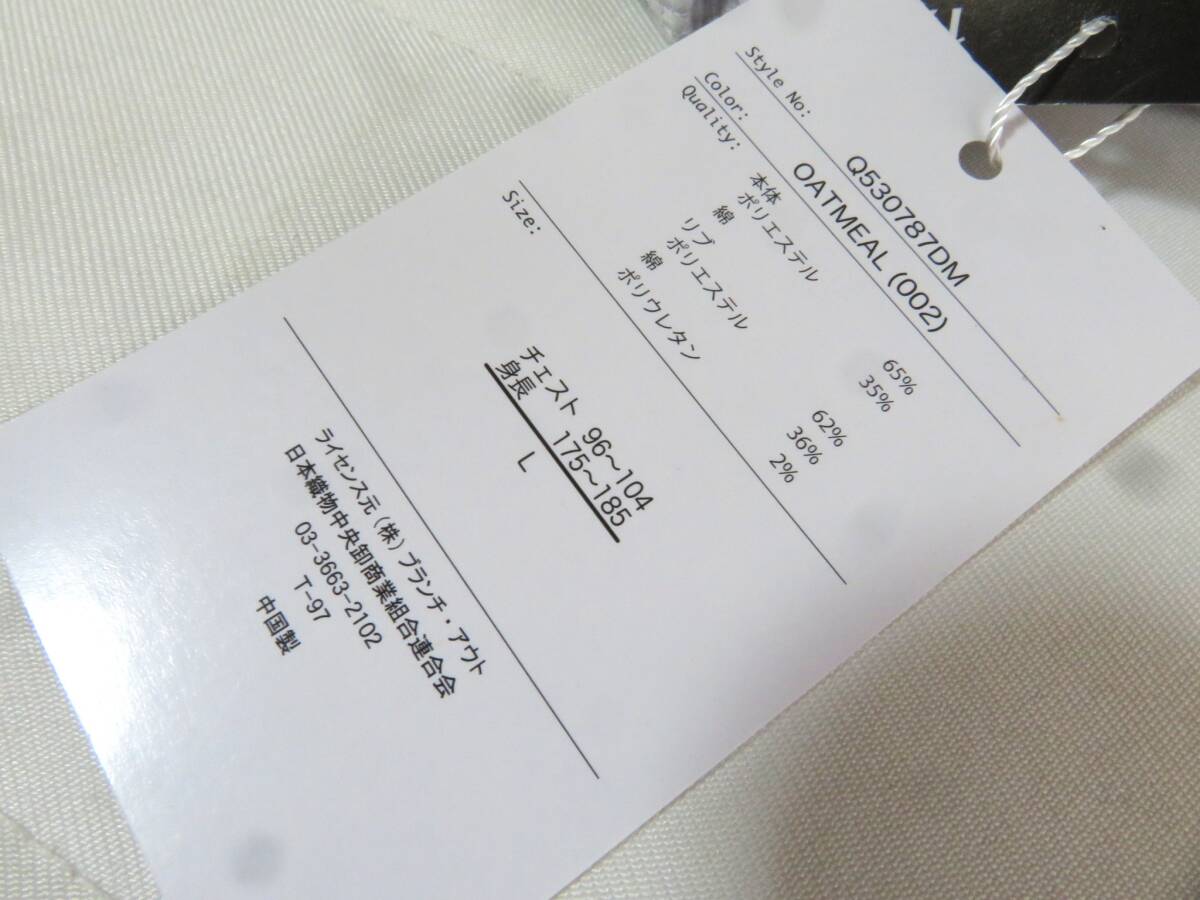 Style No:
Q530787DM
Color:
OATMEAL (002)
Quality:
本体
ポリエステル 65%
綿 35%
リブ
ポリエステル 62%
綿 36%
ポリウレタン 2%
Size:
チェスト 96～104
身長 175～185
L
ライセンス元(株)ブランチ・アウト
日本織物中央卸商業組合連合会
03-3663-2102
T-97
中国製